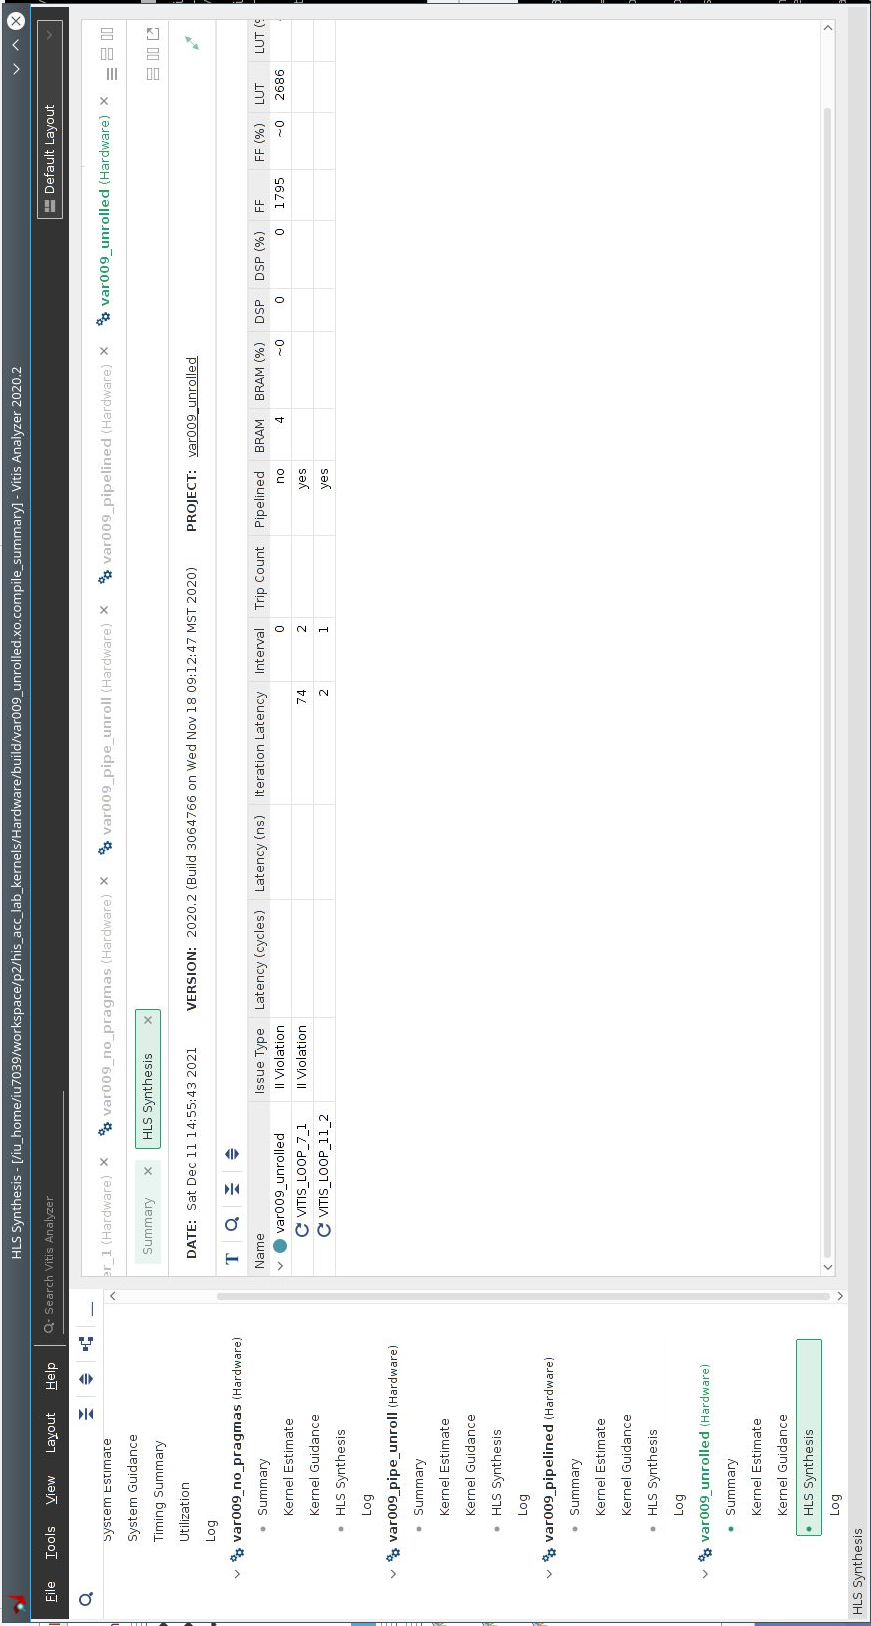 HLS Synthesis - [/iu_home/iu7039/workspace/p2/his_acc_lab_kernels/Hardware/build/var009_unrolled.xo.compile_summary] - Vitis Analyzer 2020.2
File Tools View Layout Help Search Vitis Analyzer Default Layout
System Estimate
System Guidance
Timing Summary
Utilization
Log
var009_no_pragmas (Hardware)
Summary
Kernel Estimate
Kernel Guidance
HLS Synthesis
Log
var009_pipe_unroll (Hardware)
Summary
Kernel Estimate
Kernel Guidance
HLS Synthesis
Log
var009_pipelined (Hardware)
Summary
Kernel Estimate
Kernel Guidance
HLS Synthesis
Log
var009_unrolled (Hardware)
Summary
Kernel Estimate
Kernel Guidance
HLS Synthesis
Log
er_1 (Hardware) var009_no_pragmas (Hardware) var009_pipe_unroll (Hardware) var009_pipelined (Hardware) var009_unrolled (Hardware)
Summary HLS Synthesis
DATE: Sat Dec 11 14:55:43 2021 VERSION: 2020.2 (Build 3064766 on Wed Nov 18 09:12:47 MST 2020) PROJECT: var009_unrolled
Name Issue Type Latency (cycles) Latency (ns) Iteration Latency Interval Trip Count Pipelined BRAM BRAM (%) DSP DSP (%) FF FF (%) LUT LUT (
var009_unrolled II Violation 0 no 4 ~0 0 0 1795 ~0 2686
VITIS_LOOP_7_1 II Violation 74 2 yes
VITIS_LOOP_11_2 2 1 yes
HLS Synthesis